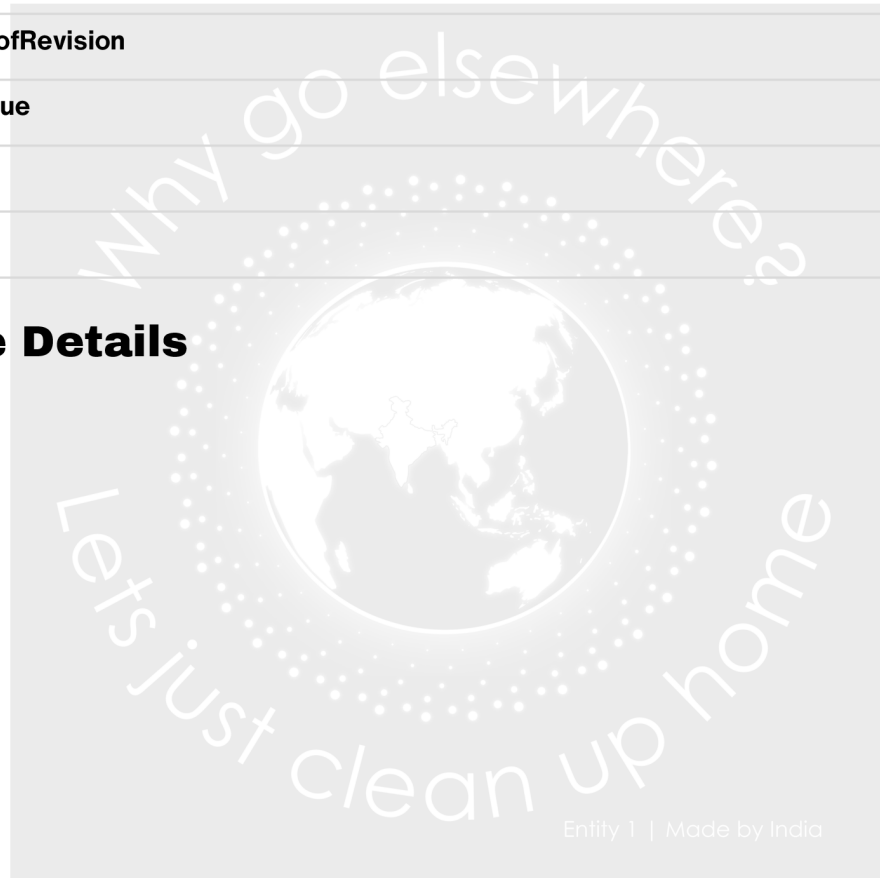 ofRevision
ue
e Details
Why go elsewhere?
Lets just clean up home
Entity 1 | Made by India